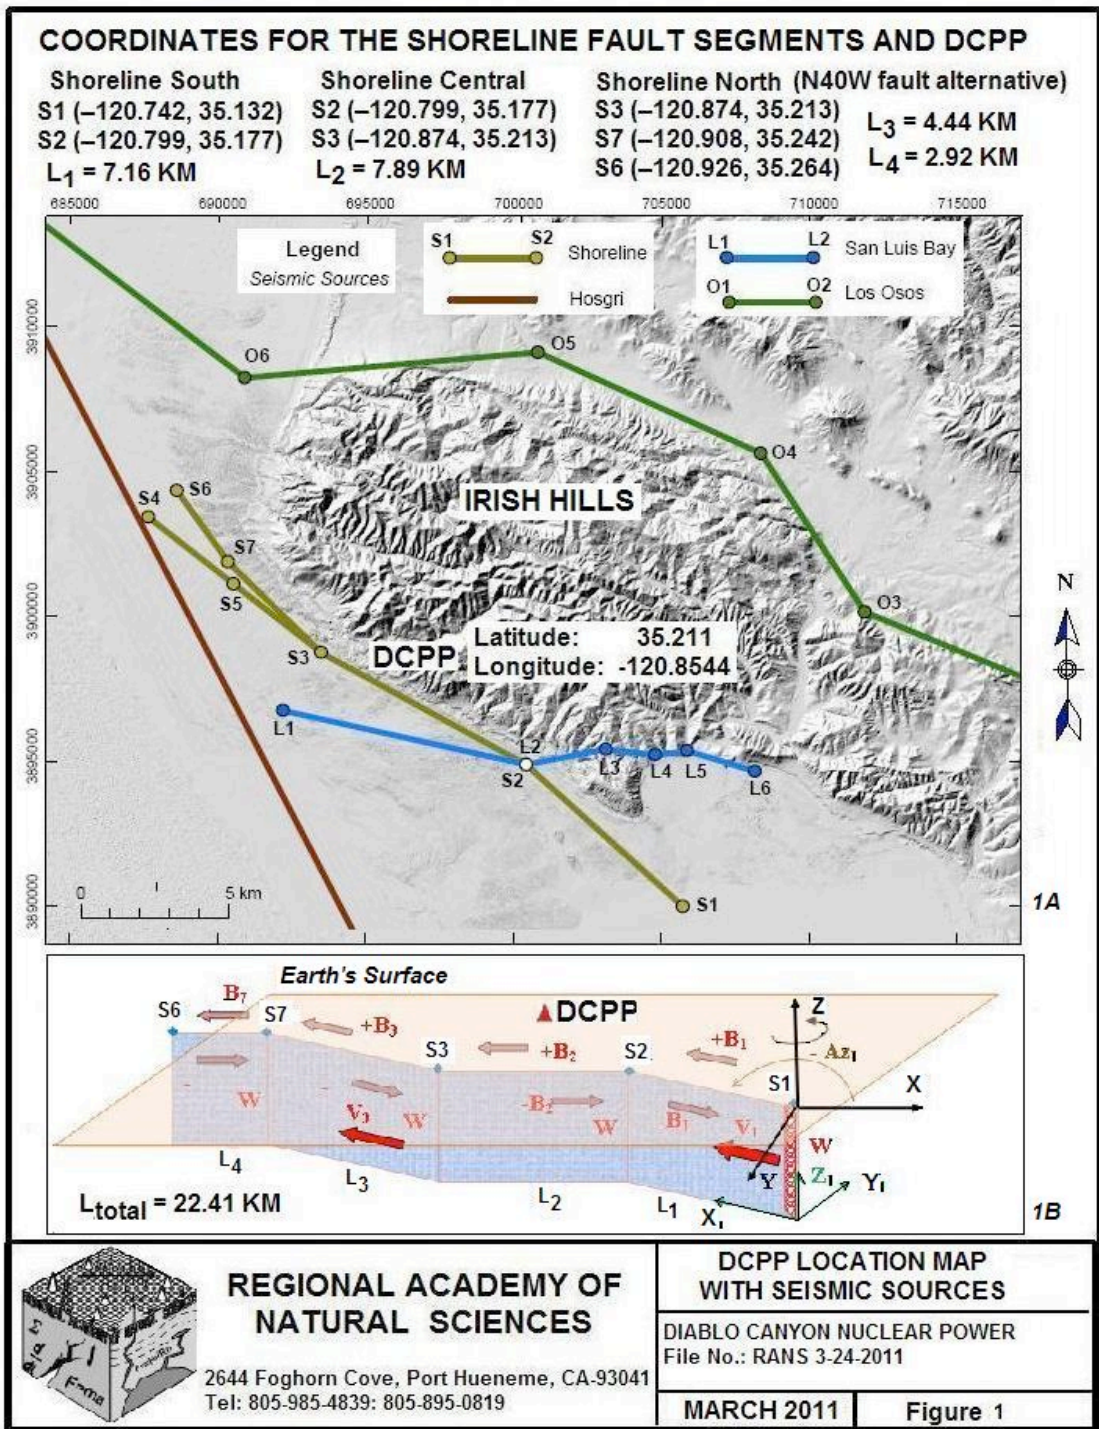 COORDINATES FOR THE SHORELINE FAULT SEGMENTS AND DCPP
Shoreline South
S1 (–120.742, 35.132)
S2 (–120.799, 35.177)
L1 = 7.16 KM
Shoreline Central
S2 (–120.799, 35.177)
S3 (–120.874, 35.213)
L2 = 7.89 KM
Shoreline North (N40W fault alternative)
S3 (–120.874, 35.213)
S7 (–120.908, 35.242)
S6 (–120.926, 35.264)
L3 = 4.44 KM
L4 = 2.92 KM
685000 690000 695000 700000 705000 710000 715000
3910000
3905000
3900000
3895000
3890000
Legend
Seismic Sources
S1 S2 Shoreline
Hosgri
L1 L2 San Luis Bay
O1 O2 Los Osos
O6
O5
O4
O3
S6
S4
S7
S5
S3
IRISH HILLS
DCPP
Latitude: 35.211
Longitude: -120.8544
L1
L2
S2
L3
L4
L5
L6
S1
0 5 km
N
1A
Earth's Surface
S6
B7
S7
+B3
S3
DCPP
+B2
S2
+B1
- Az1
Z
X
S1
-
-
W
V3
W
-B2
W
B1
V1
W
Y
Z1
Y1
X1
L4
L3
L2
L1
Ltotal = 22.41 KM
1B
REGIONAL ACADEMY OF
NATURAL SCIENCES
2644 Foghorn Cove, Port Hueneme, CA-93041
Tel: 805-985-4839: 805-895-0819
DCPP LOCATION MAP
WITH SEISMIC SOURCES
DIABLO CANYON NUCLEAR POWER
File No.: RANS 3-24-2011
MARCH 2011
Figure 1